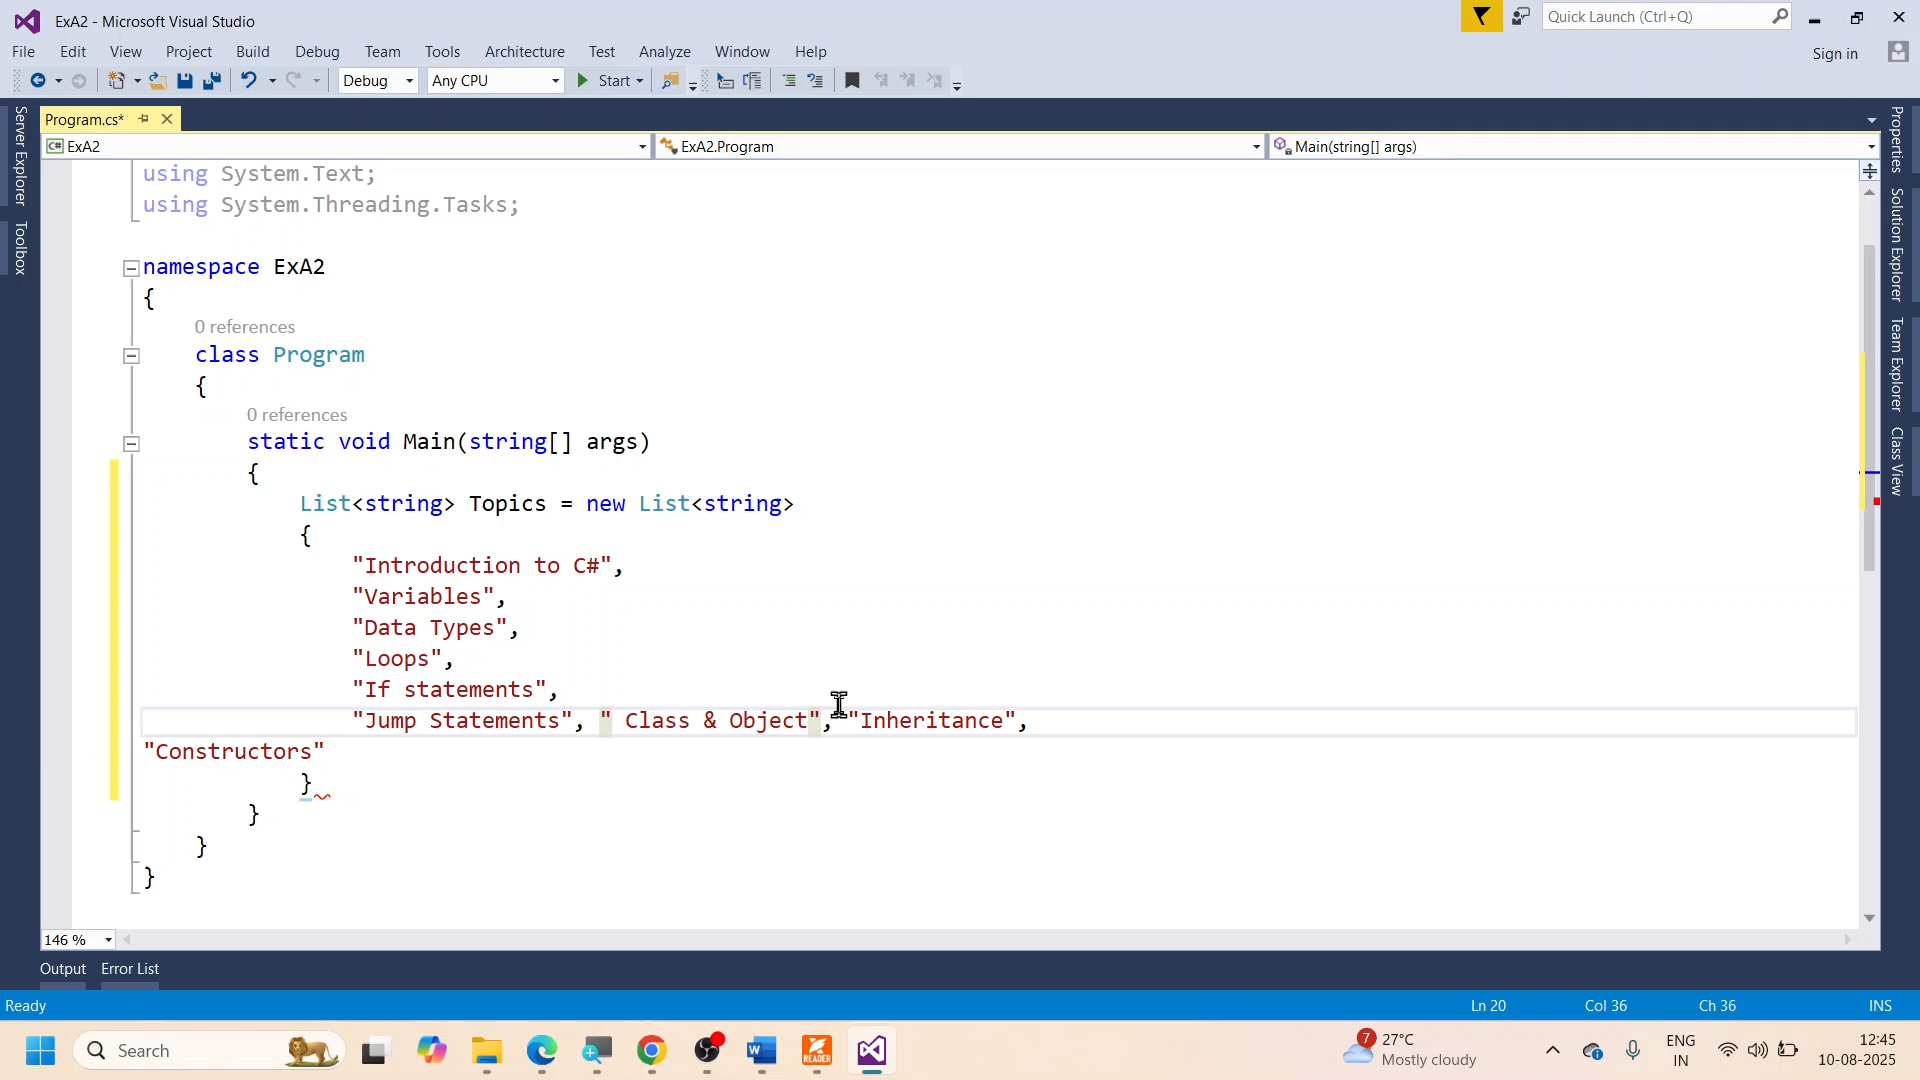 ExA2 - Microsoft Visual Studio
Quick Launch (Ctrl+Q)
File Edit View Project Build Debug Team Tools Test Analyze Window Help
Sign in
Debug Any CPU Start
Server Explorer
Toolbox
Program.cs*
C# ExA2
ExA2.Program
Main(string[] args)
using System.Text;
using System.Threading.Tasks;
namespace ExA2
{
0 references
class Program
{
0 references
static void Main(string[] args)
{
List<string> Topics = new List<string>
{
"Introduction to C#",
"Variables",
"Data Types",
"Loops",
"If statements",
"Jump Statements", " Class & Object", "Inheritance",
"Constructors"
}
}
}
}
Properties
Solution Explorer
Team Explorer
Class View
146 %
Output Error List
Ready
Ln 20 Col 36 Ch 36 INS
Search
READER
7
27°C
Mostly cloudy
ENG
IN
12:45
10-08-2025